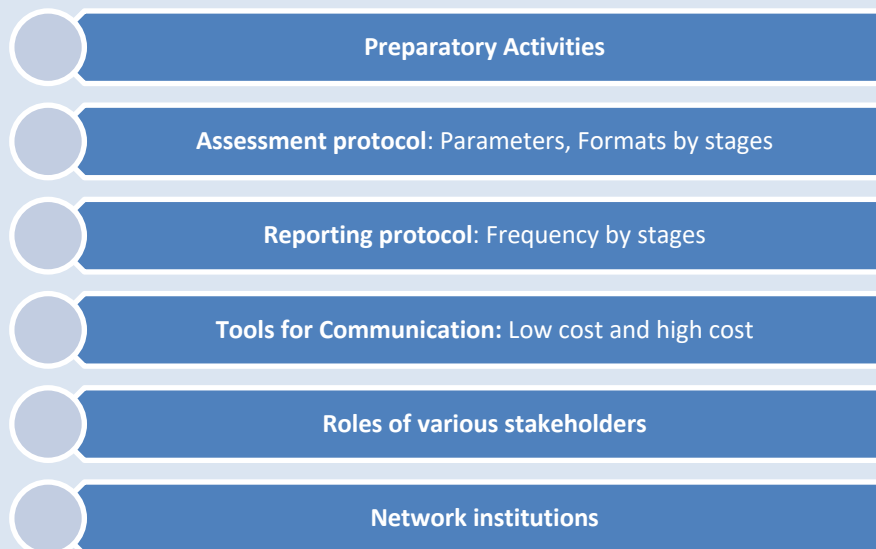 Preparatory Activities
Assessment protocol: Parameters, Formats by stages
Reporting protocol: Frequency by stages
Tools for Communication: Low cost and high cost
Roles of various stakeholders
Network institutions